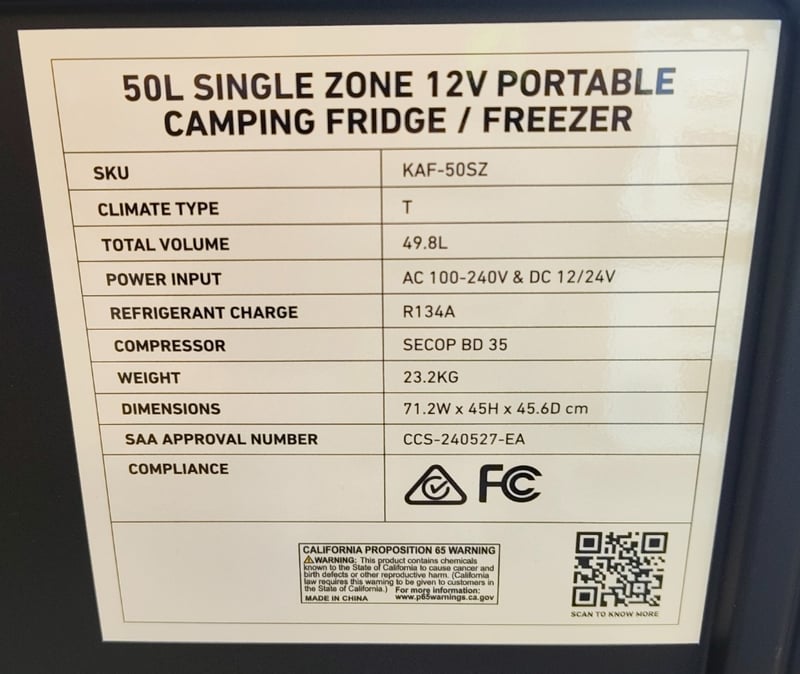 50L SINGLE ZONE 12V PORTABLE
CAMPING FRIDGE / FREEZER
SKU KAF-50SZ
CLIMATE TYPE T
TOTAL VOLUME 49.8L
POWER INPUT AC 100-240V & DC 12/24V
REFRIGERANT CHARGE R134A
COMPRESSOR SECOP BD 35
WEIGHT 23.2KG
DIMENSIONS 71.2W x 45H x 45.6D cm
SAA APPROVAL NUMBER CCS-240527-EA
COMPLIANCE FC
CALIFORNIA PROPOSITION 65 WARNING
WARNING: This product contains chemicals
known to the State of California to cause cancer and
birth defects or other reproductive harm. (California
law requires this warning to be given to customers in
the State of California.) For more information:
MADE IN CHINA www.p65warnings.ca.gov
SCAN TO KNOW MORE